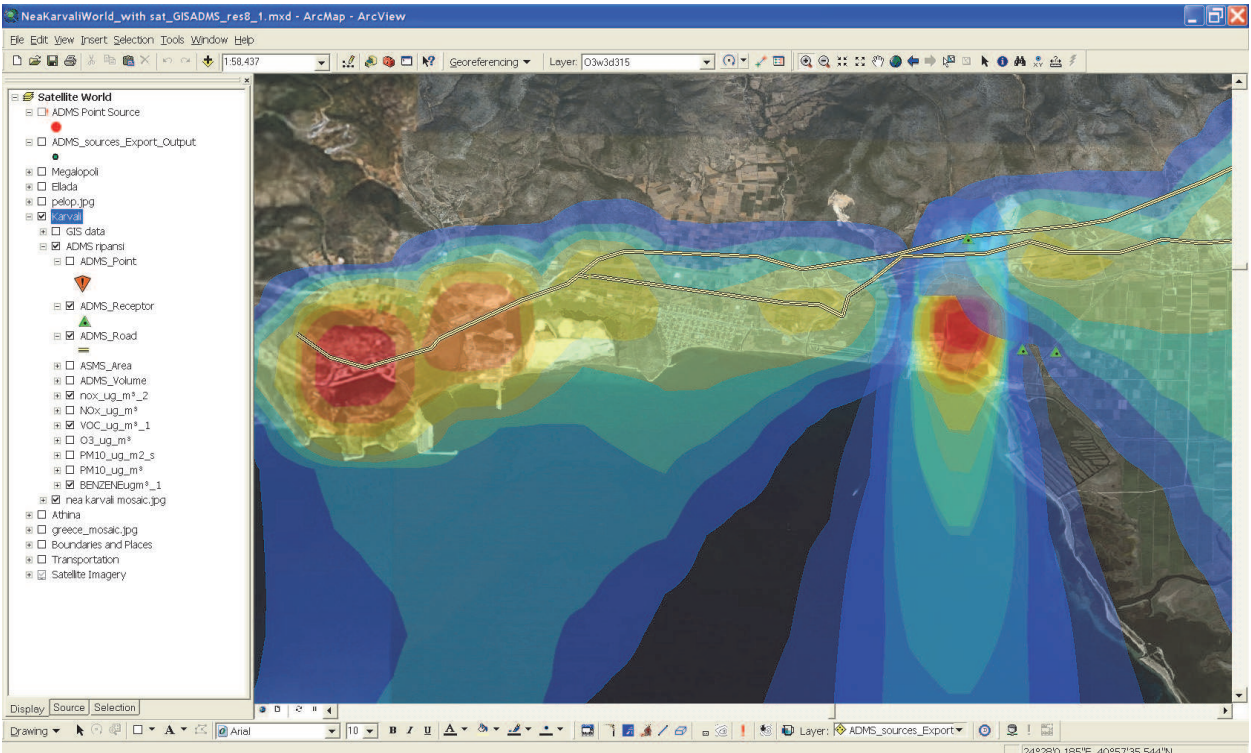 NeaKarvaliWorld_with sat_GISADMS_res8_1.mxd - ArcMap - ArcView
File Edit View Insert Selection Tools Window Help
1:58,437 Georeferencing Layer: O3w3d315
Satellite World
ADMS Point Source
ADMS_sources_Export_Output
Megalopoli
Ellada
pelop.jpg
Karvali
GIS data
ADMS ripansi
ADMS_Point
ADMS_Receptor
ADMS_Road
ASMS_Area
ADMS_Volume
nox_ug_m³_2
NOx_ug_m³
VOC_ug_m³_1
O3_ug_m³
PM10_ug_m2_s
PM10_ug_m³
BENZENEugm³_1
nea karvali mosaic.jpg
Athina
greece_mosaic.jpg
Boundaries and Places
Transportation
Satellite Imagery
Display Source Selection
Drawing A Arial 10 B I U A Layer: ADMS_sources_Export
24°28'0,185"E 40°57'35,544"N